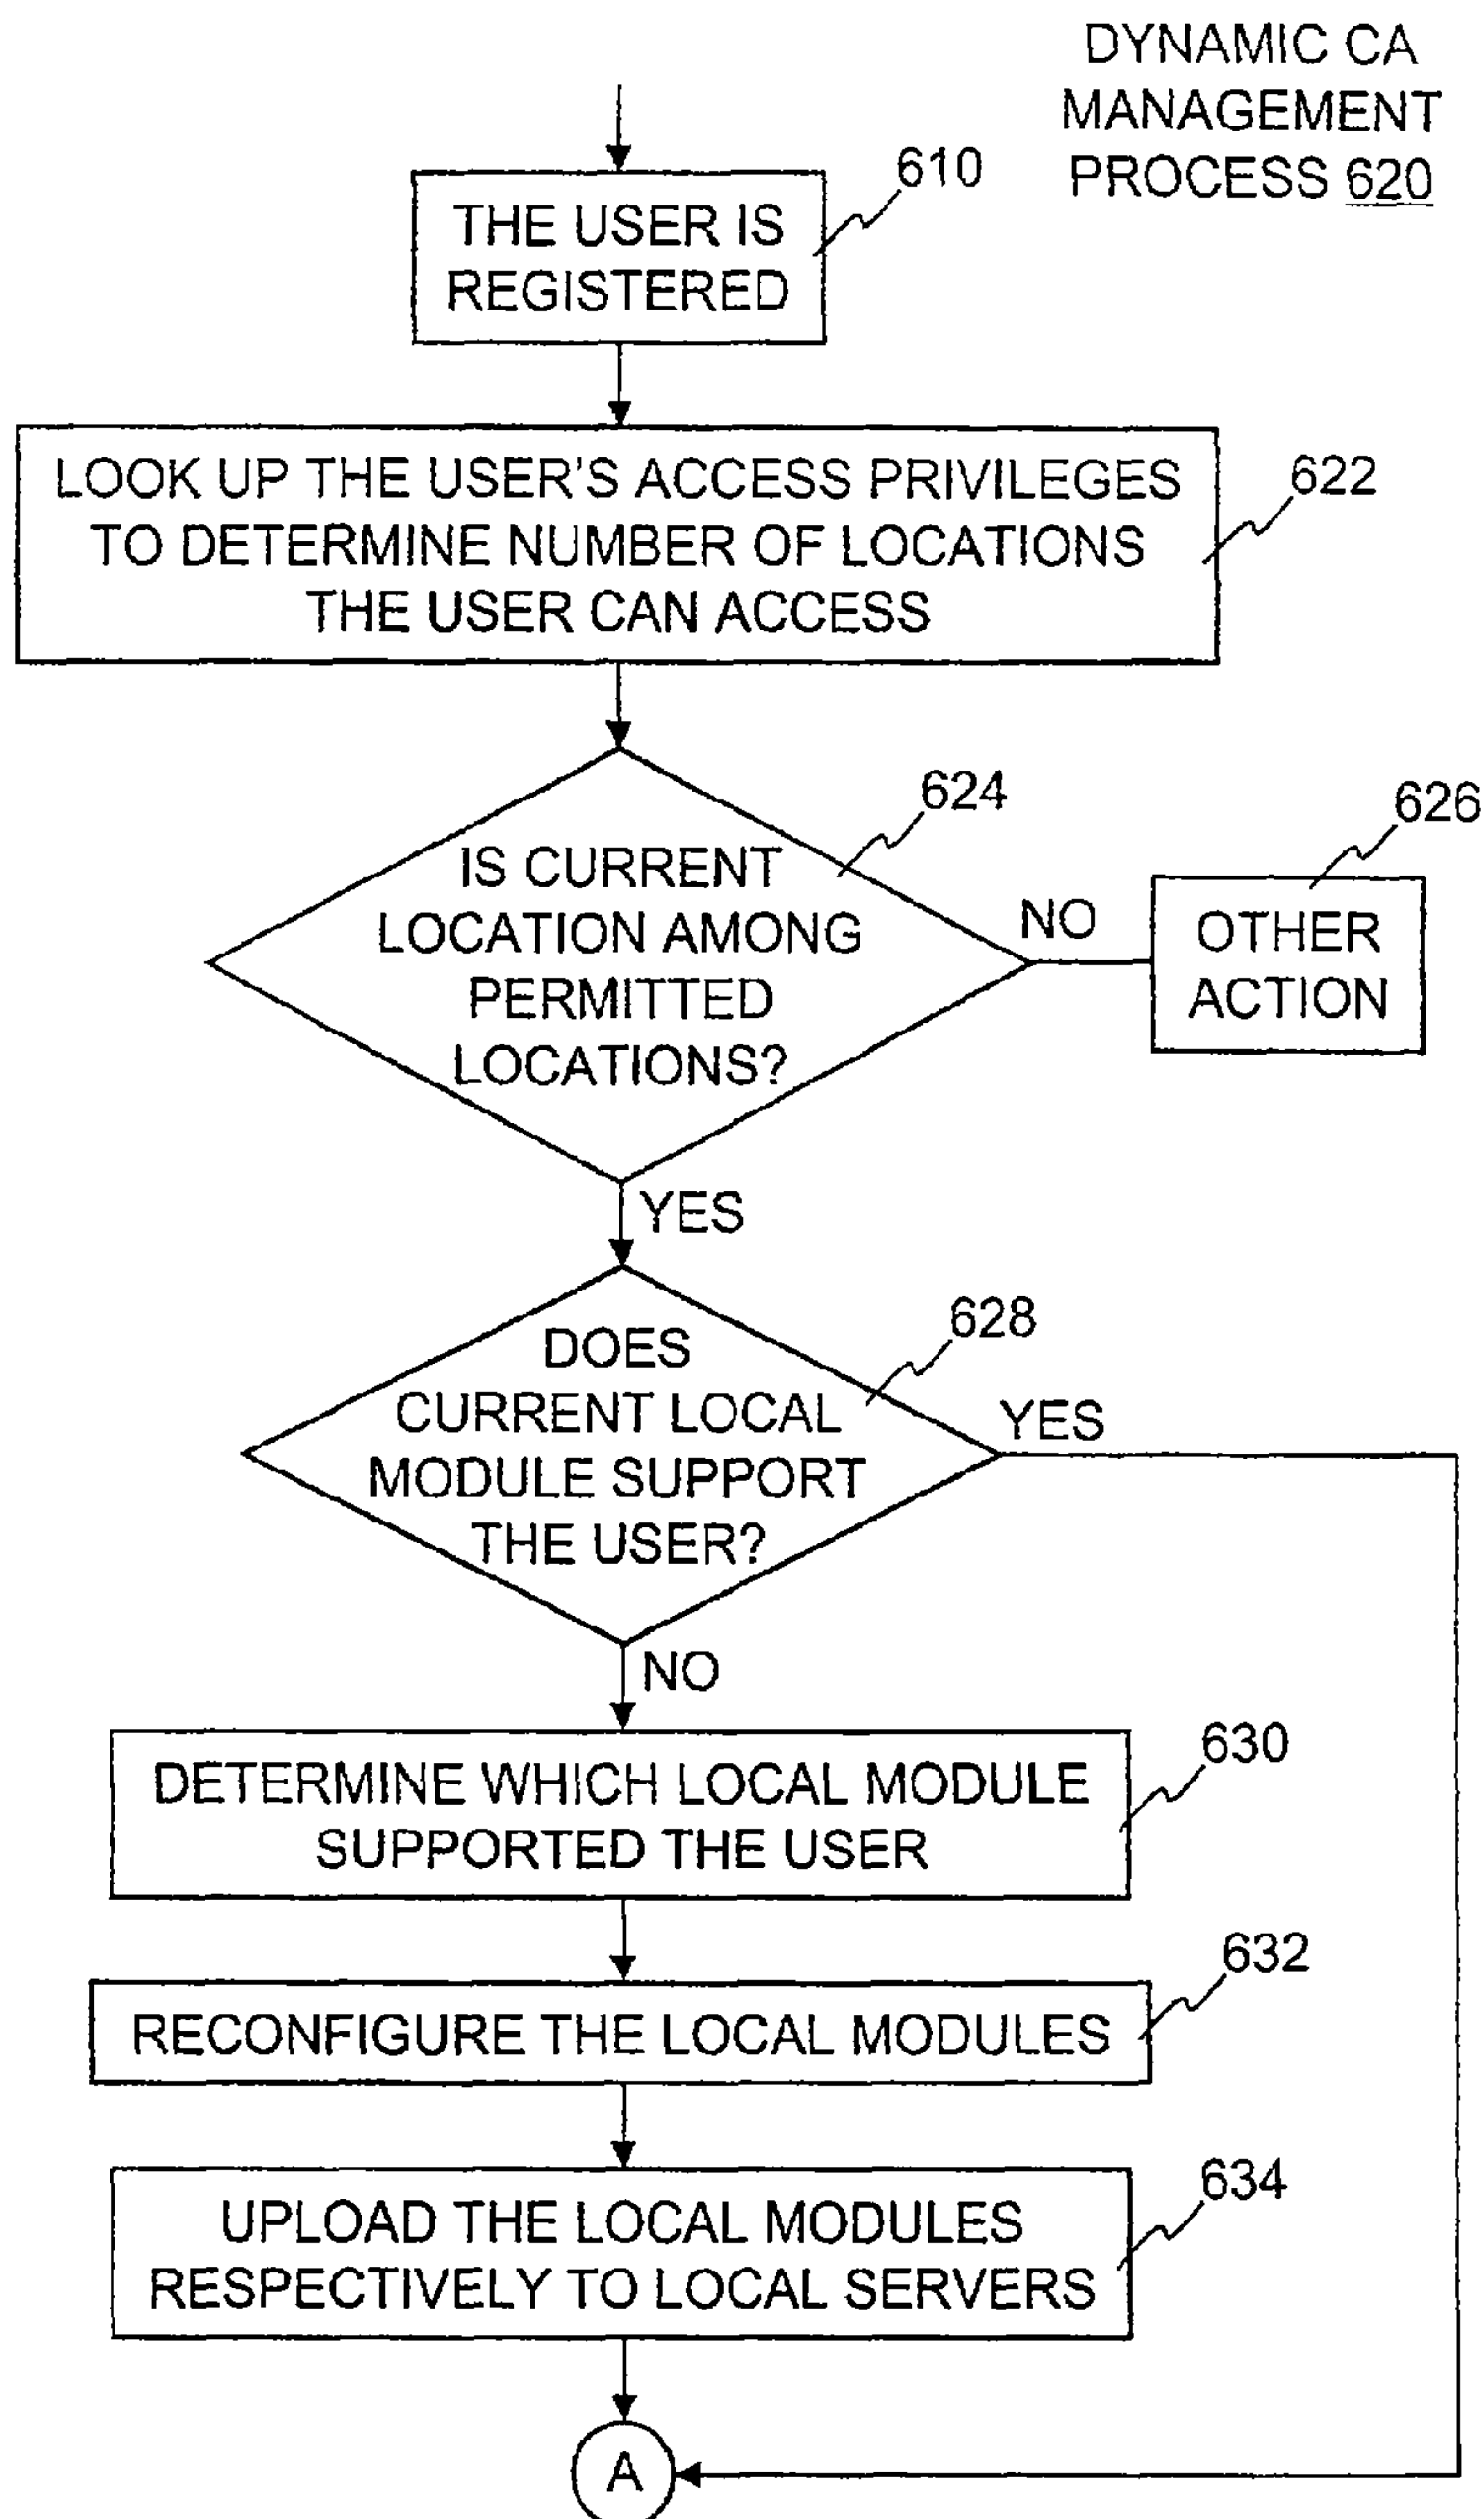 DYNAMIC CA
MANAGEMENT
PROCESS 620
610
THE USER IS
REGISTERED
622
LOOK UP THE USER'S ACCESS PRIVILEGES
TO DETERMINE NUMBER OF LOCATIONS
THE USER CAN ACCESS
624
IS CURRENT
LOCATION AMONG
PERMITTED
LOCATIONS?
NO
626
OTHER
ACTION
YES
628
DOES
CURRENT LOCAL
MODULE SUPPORT
THE USER?
YES
NO
630
DETERMINE WHICH LOCAL MODULE
SUPPORTED THE USER
632
RECONFIGURE THE LOCAL MODULES
634
UPLOAD THE LOCAL MODULES
RESPECTIVELY TO LOCAL SERVERS
A